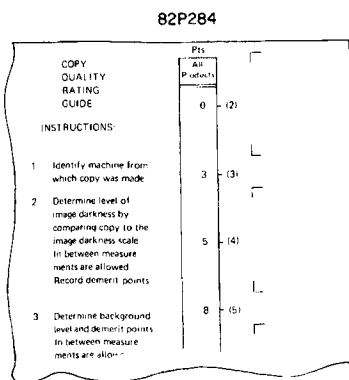 82P284
Pts
All
Products
COPY
QUALITY
RATING
GUIDE
0 (2)
INSTRUCTIONS:
1 Identify machine from
which copy was made
3 (3)
2 Determine level of
image darkness by
comparing copy to the
image darkness scale
In between measure
ments are allowed
Record demerit points
5 (4)
8 (5)
3 Determine background
level and demerit points
In between measure
ments are